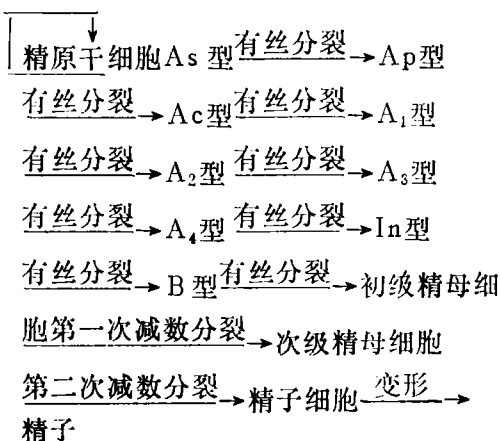 精原干细胞As型有丝分裂→Ap型
有丝分裂→Ac型有丝分裂→A₁型
有丝分裂→A₂型有丝分裂→A₃型
有丝分裂→A₄型有丝分裂→In型
有丝分裂→B型有丝分裂→初级精母细
胞第一次减数分裂→次级精母细胞
第二次减数分裂→精子细胞变形→
精子